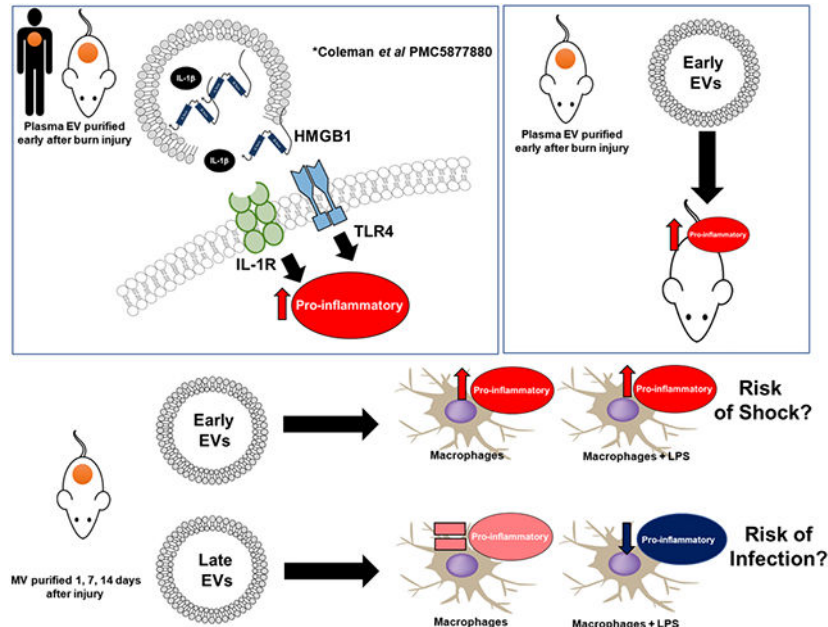 *Coleman et al PMC5877880
IL-1β
Plasma EV purified
early after burn injury
IL-1β
HMGB1
TLR4
IL-1R
Pro-inflammatory
Early
EVs
Plasma EV purified
early after burn injury
Pro-inflammatory
Early
EVs
Pro-inflammatory
Macrophages
Pro-inflammatory
Macrophages + LPS
Risk
of Shock?
MV purified 1, 7, 14 days
after injury
Late
EVs
Pro-inflammatory
Macrophages
Pro-inflammatory
Macrophages + LPS
Risk of
Infection?